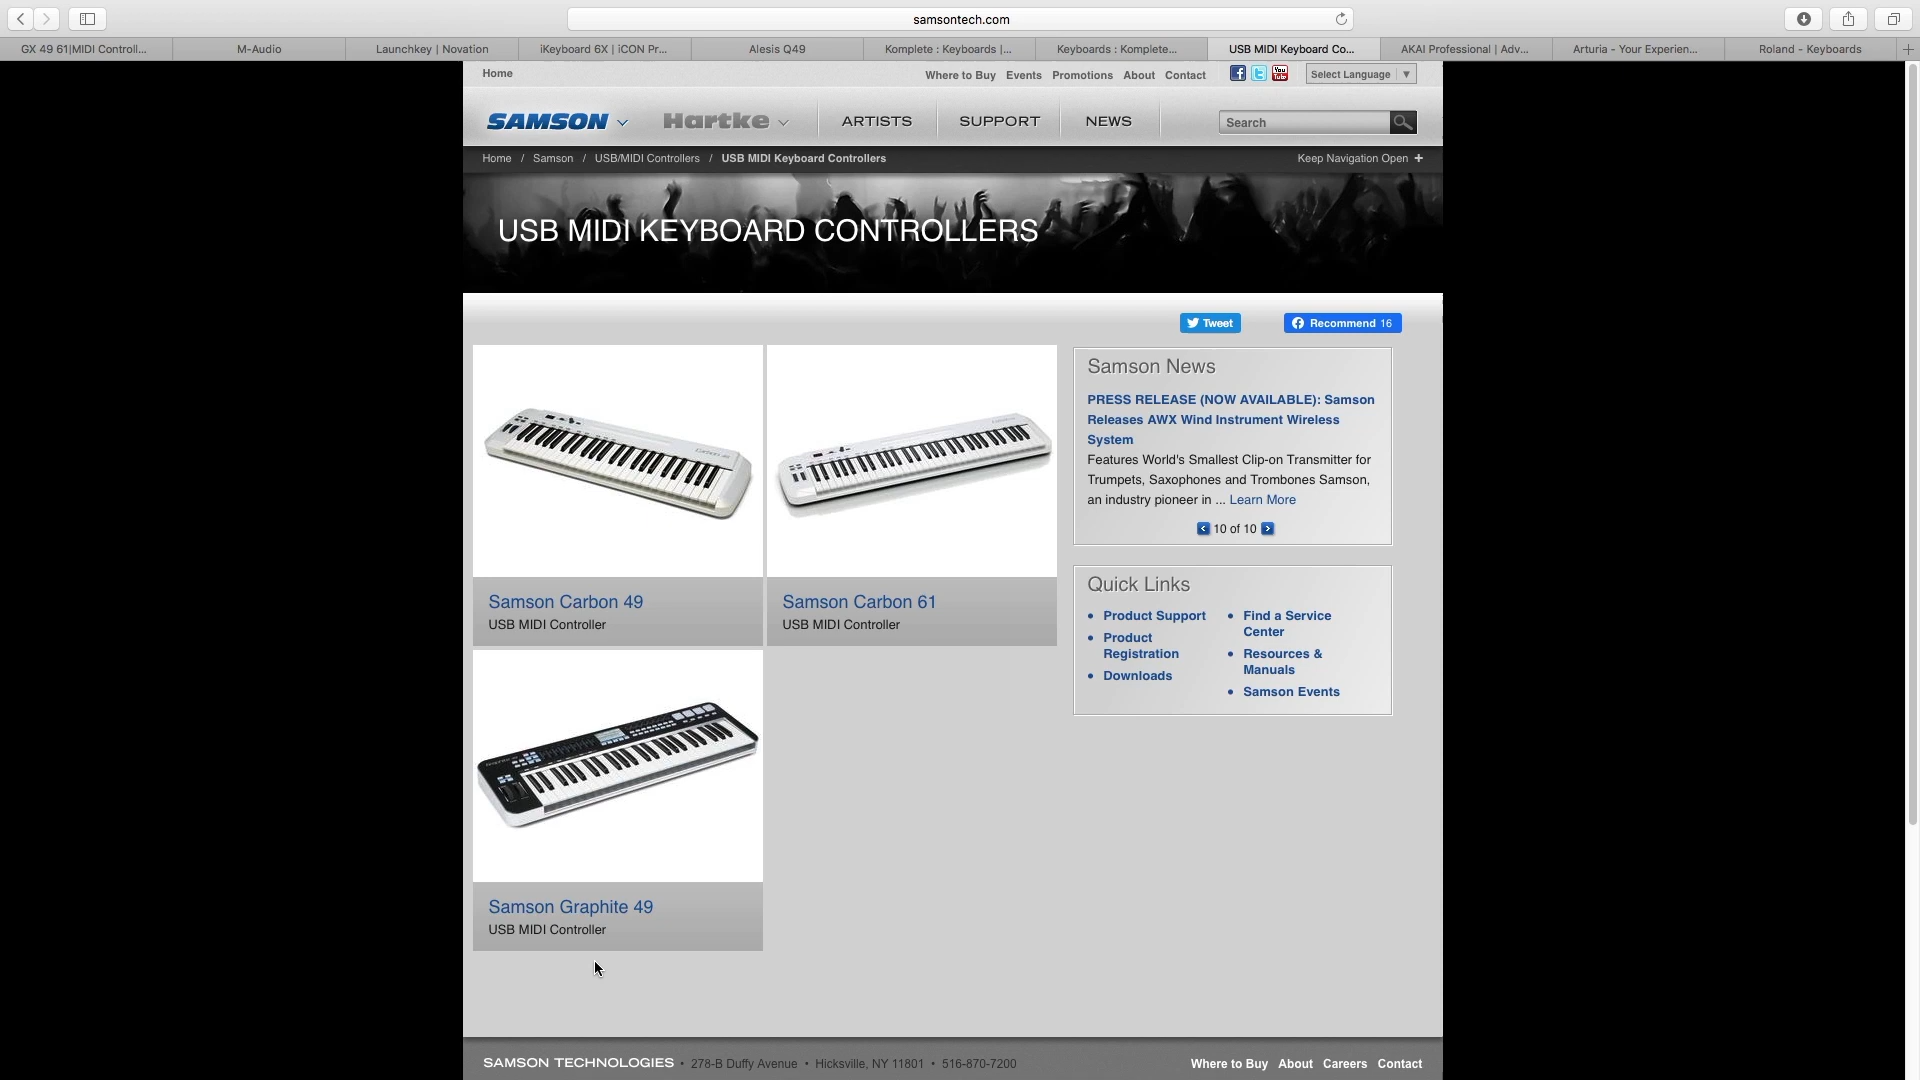 samsontech.com
GX 49 61|MIDI Controll...
M-Audio
Launchkey | Novation
iKeyboard 6X | iCON Pr...
Alesis Q49
Komplete : Keyboards |...
Keyboards : Komplete...
USB MIDI Keyboard Co...
AKAI Professional | Adv...
Arturia - Your Experien...
Roland - Keyboards
Home
Where to Buy Events Promotions About Contact
You Tube
Select Language
SAMSON Hartke ARTISTS SUPPORT NEWS
Search
Home / Samson / USB/MIDI Controllers / USB MIDI Keyboard Controllers
Keep Navigation Open +
USB MIDI KEYBOARD CONTROLLERS
Tweet
Recommend 16
Samson Carbon 49
USB MIDI Controller
Samson Carbon 61
USB MIDI Controller
Samson Graphite 49
USB MIDI Controller
Samson News
PRESS RELEASE (NOW AVAILABLE): Samson
Releases AWX Wind Instrument Wireless
System
Features World's Smallest Clip-on Transmitter for
Trumpets, Saxophones and Trombones Samson,
an industry pioneer in ... Learn More
10 of 10
Quick Links
• Product Support
• Product
Registration
• Downloads
• Find a Service
Center
• Resources &
Manuals
• Samson Events
SAMSON TECHNOLOGIES • 278-B Duffy Avenue • Hicksville, NY 11801 • 516-870-7200
Where to Buy About Careers Contact